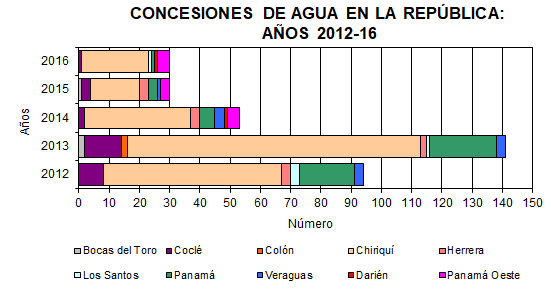 CONCESIONES DE AGUA EN LA REPÚBLICA:
AÑOS 2012-16
Años
2016
2015
2014
2013
2012
0 10 20 30 40 50 60 70 80 90 100 110 120 130 140 150
Número
Bocas del Toro Coclé Colón Chiriquí Herrera
Los Santos Panamá Veraguas Darién Panamá Oeste